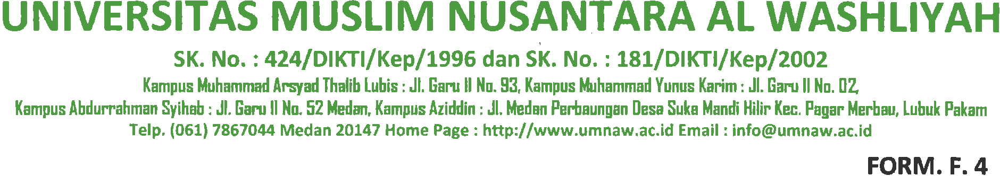 UNIVERSITAS MUSLIM NUSANTARA AL WASHLIYAH
SK. No. : 424/DIKTI/Kep/1996 dan SK. No. : 181/DIKTI/Kep/2002
Kampus Muhammad Arsyad Thalib Lubis : Jl. Garu II No. 93, Kampus Muhammad Yunus Karim : Jl. Garu II No. 02,
Kampus Abdurrahman Syihab : Jl. Garu II No. 52 Medan, Kampus Aziddin : Jl. Medan Perbaungan Desa Suka Mandi Hilir Kec. Pagar Merbau, Lubuk Pakam
Telp. (061) 7867044 Medan 20147 Home Page : http://www.umnaw.ac.id Email : info@umnaw.ac.id
FORM. F. 4